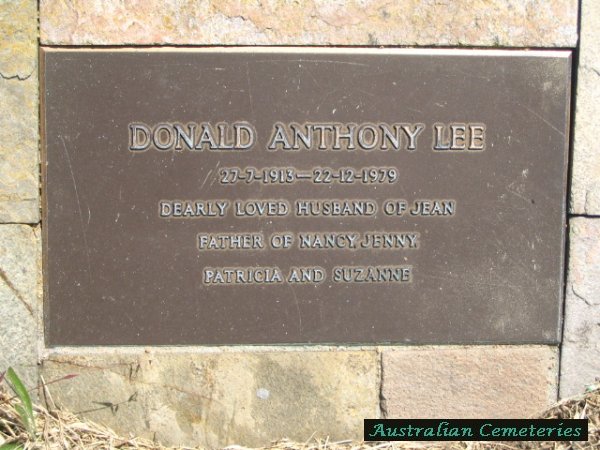 DONALD ANTHONY LEE
27-7-1913—22-12-1979
DEARLY LOVED HUSBAND OF JEAN
FATHER OF NANCY, JENNY,
PATRICIA AND SUZANNE
Australian Cemeteries